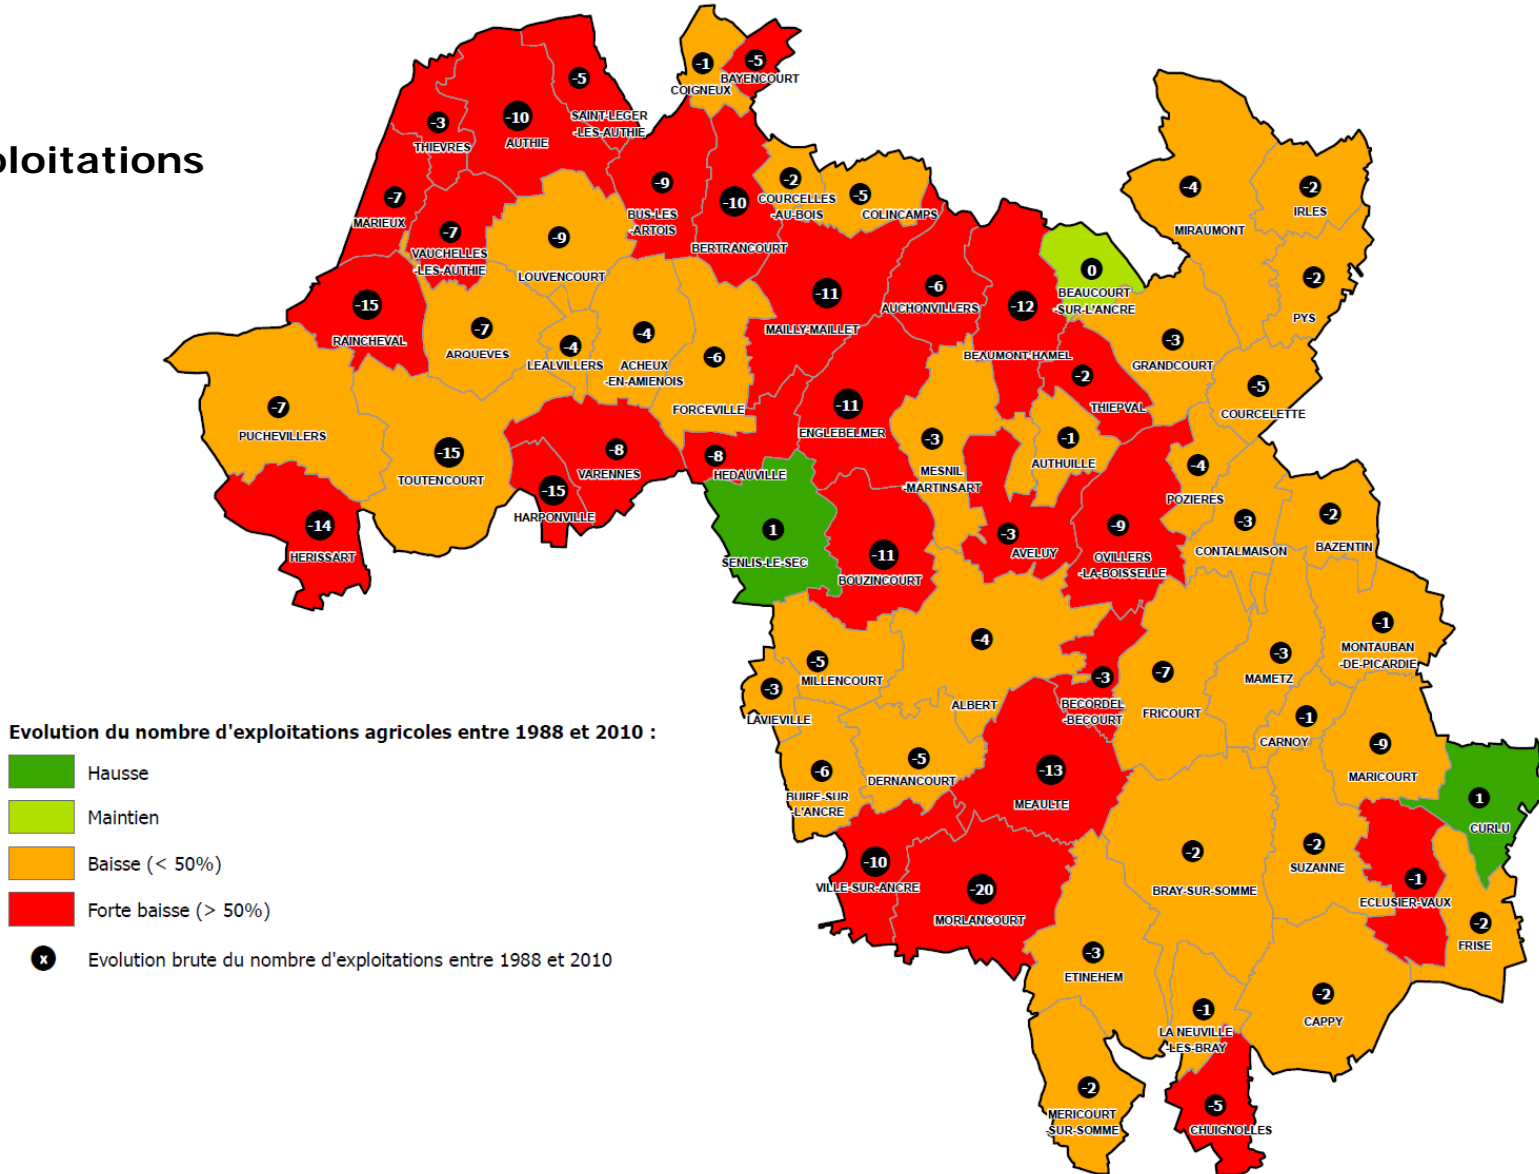 ploitations
-1
COIGNEUX
-5
BAYENCOURT
-5
SAINT-LEGER
-LES-AUTHIE
-10
AUTHIE
-3
THIEVRES
-7
MARIEUX
-7
VAUCHELLES
-LES-AUTHIE
-9
LOUVENCOURT
-9
BUS-LES
-ARTOIS
-10
BERTRANCOURT
-2
COURCELLES
-AU-BOIS
-5
COLINCAMPS
-4
MIRAUMONT
-2
IRLES
-2
PYS
0
BEAUCOURT
-SUR-L'ANCRE
-15
RAINCHEVAL
-7
ARQUEVES
-4
LEALVILLERS
-4
ACHEUX
-EN-AMIENOIS
-6
FORCEVILLE
-11
MAILLY-MAILLET
-6
AUCHONVILLERS
-12
BEAUMONT-HAMEL
-3
GRANDCOURT
-2
THIEPVAL
-5
COURCELETTE
-7
PUCHEVILLERS
-15
TOUTENCOURT
-8
VARENNES
-15
HARPONVILLE
-8
HEDAUVILLE
-11
ENGLEBELMER
-3
MESNIL
-MARTINSART
-1
AUTHUILLE
-4
POZIERES
-14
HERISSART
1
SENLIS-LE-SEC
-11
BOUZINCOURT
-3
AVELUY
-9
OVILLERS
-LA-BOISSELLE
-3
CONTALMAISON
-2
BAZENTIN
-5
MILLENCOURT
-4
ALBERT
-3
BECORDEL
-BECOURT
-7
FRICOURT
-3
MAMETZ
-1
MONTAUBAN
-DE-PICARDIE
-3
LAVIEVILLE
-6
BUIRE-SUR
-L'ANCRE
-5
DERNANCOURT
-13
MEAULTE
-1
CARNOY
-9
MARICOURT
1
CURLU
-10
VILLE-SUR-ANCRE
-20
MORLANCOURT
-2
BRAY-SUR-SOMME
-2
SUZANNE
-1
ECLUSIER-VAUX
-2
FRISE
-3
ETINEHEM
-1
LA NEUVILLE
-LES-BRAY
-2
CAPPY
-2
MERICOURT
-SUR-SOMME
-5
CHUIGNOLLES
Evolution du nombre d'exploitations agricoles entre 1988 et 2010 :
Hausse
Maintien
Baisse (< 50%)
Forte baisse (> 50%)
x Evolution brute du nombre d'exploitations entre 1988 et 2010